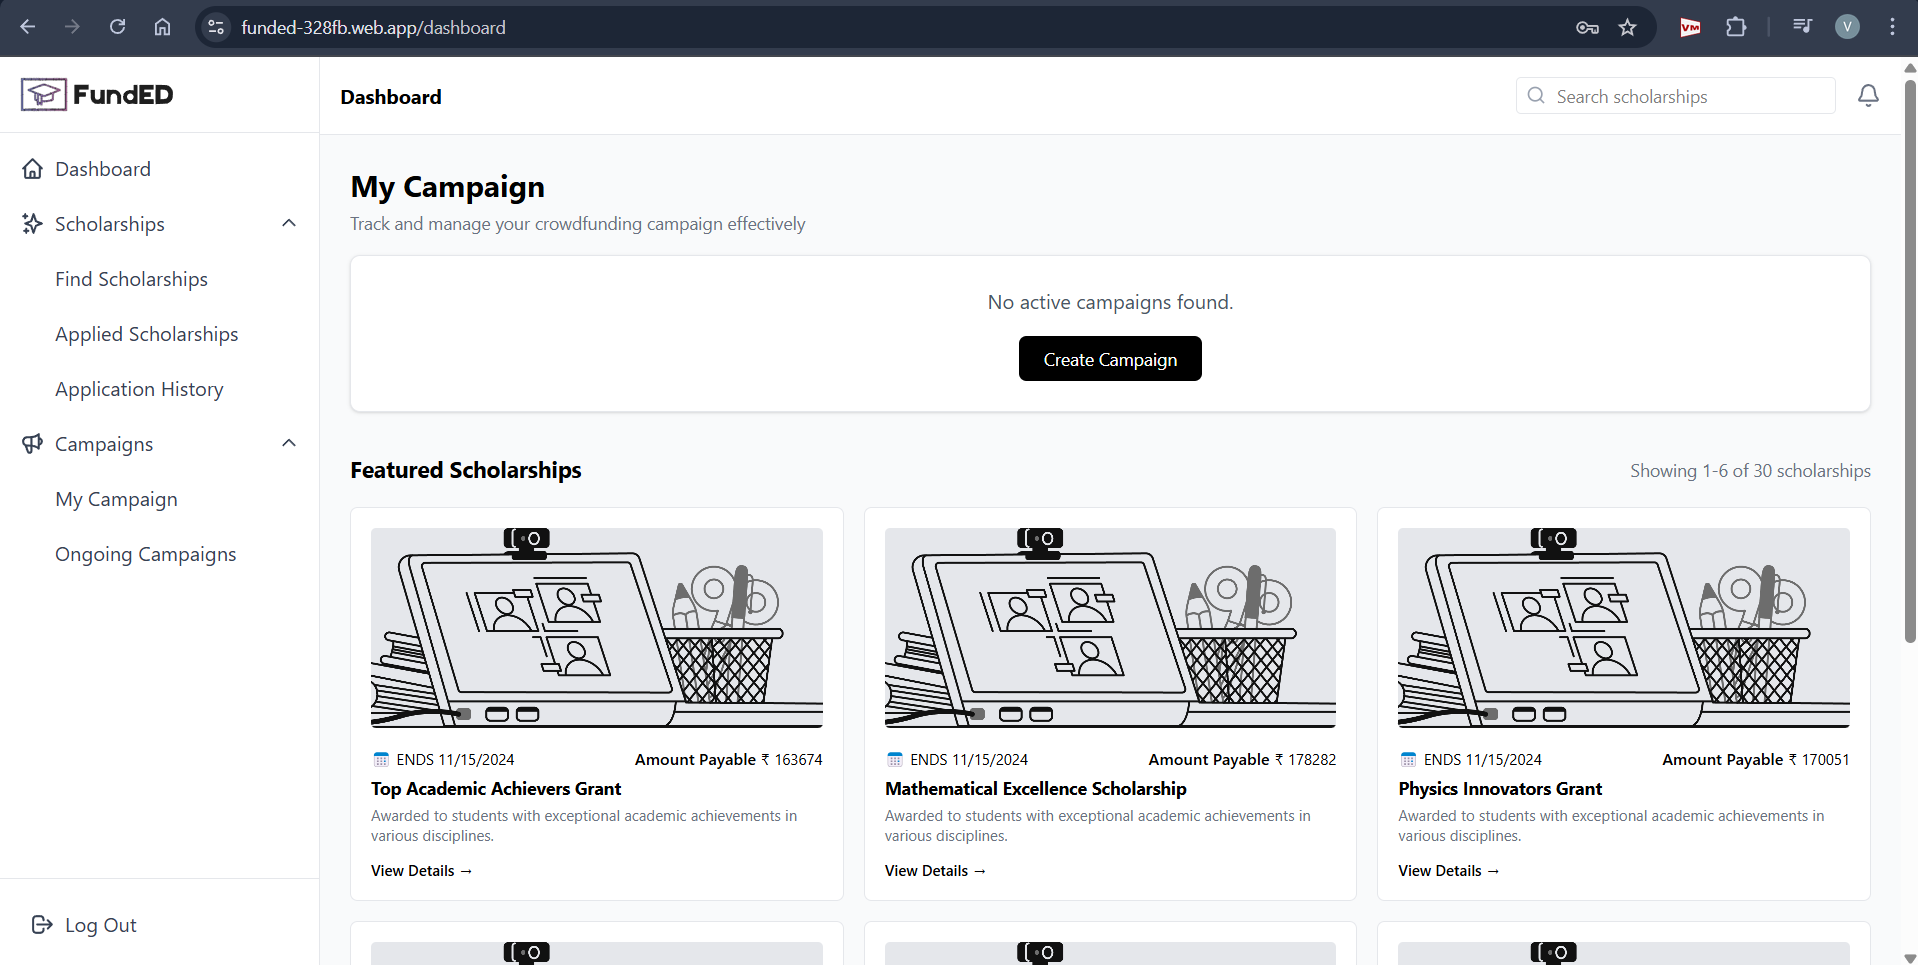 funded-328fb.web.app/dashboard
VM
V
FundED
Dashboard
Search scholarships
Dashboard
Scholarships
Find Scholarships
Applied Scholarships
Application History
Campaigns
My Campaign
Ongoing Campaigns
Log Out
My Campaign
Track and manage your crowdfunding campaign effectively
No active campaigns found.
Create Campaign
Featured Scholarships
Showing 1-6 of 30 scholarships
ENDS 11/15/2024
Amount Payable ₹ 163674
Top Academic Achievers Grant
Awarded to students with exceptional academic achievements in
various disciplines.
View Details →
ENDS 11/15/2024
Amount Payable ₹ 178282
Mathematical Excellence Scholarship
Awarded to students with exceptional academic achievements in
various disciplines.
View Details →
ENDS 11/15/2024
Amount Payable ₹ 170051
Physics Innovators Grant
Awarded to students with exceptional academic achievements in
various disciplines.
View Details →